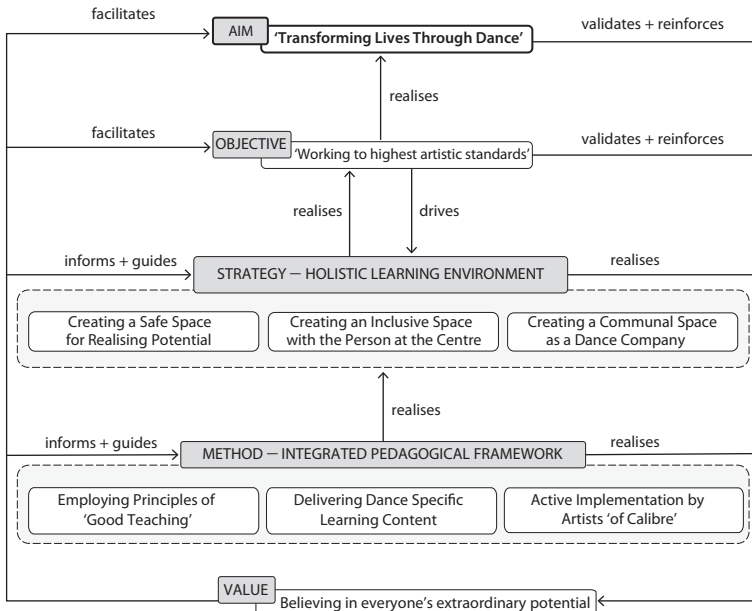 facilitates
AIM
'Transforming Lives Through Dance'
validates + reinforces
realises
facilitates
OBJECTIVE
'Working to highest artistic standards'
validates + reinforces
realises
drives
informs + guides
STRATEGY – HOLISTIC LEARNING ENVIRONMENT
realises
Creating a Safe Space
for Realising Potential
Creating an Inclusive Space
with the Person at the Centre
Creating a Communal Space
as a Dance Company
realises
informs + guides
METHOD – INTEGRATED PEDAGOGICAL FRAMEWORK
realises
Employing Principles of
'Good Teaching'
Delivering Dance Specific
Learning Content
Active Implementation by
Artists 'of Calibre'
VALUE
Believing in everyone's extraordinary potential